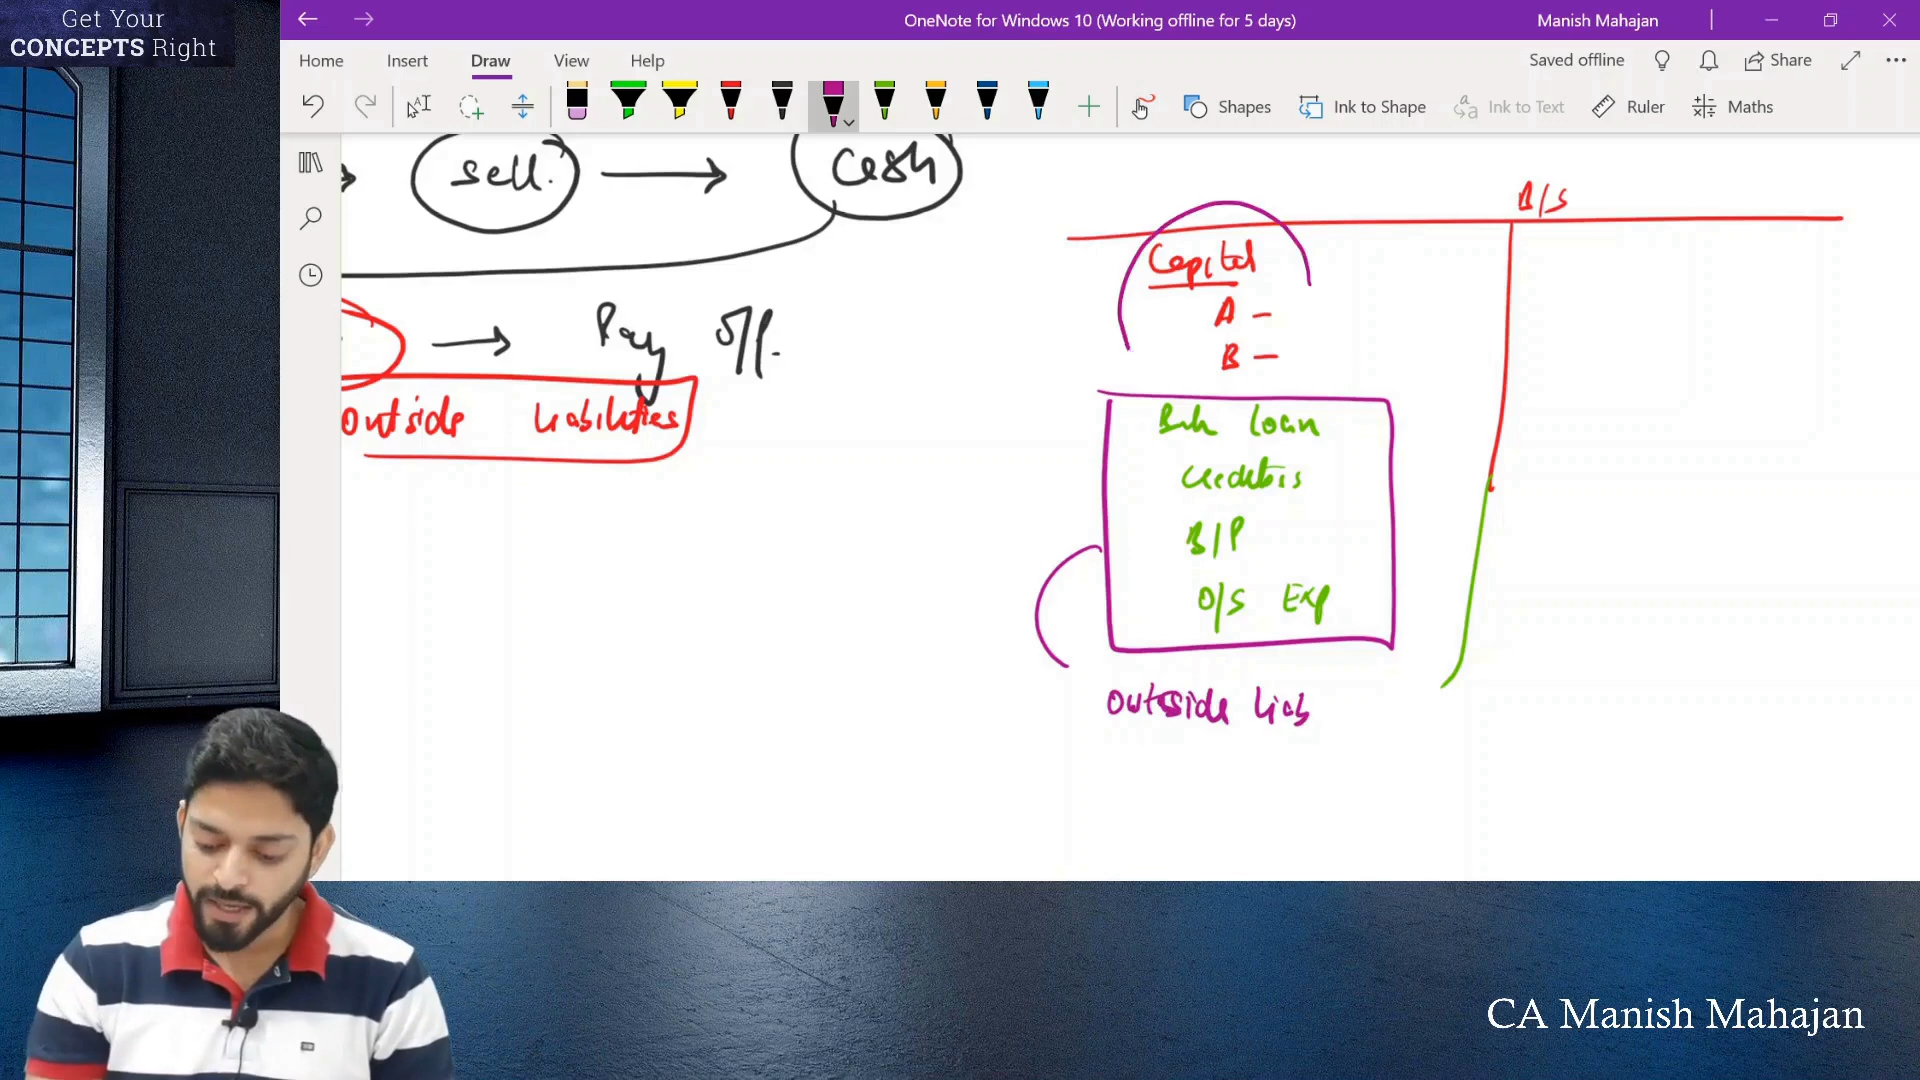 Get Your
CONCEPTS Right
OneNote for Windows 10 (Working offline for 5 days)
Manish Mahajan
Home Insert Draw View Help
Saved offline
Share
Shapes
Ink to Shape
Ink to Text
Ruler
Maths
sell. → cash
→ Pay off.
outside liabilities
B/S
Capital
A –
B –
Bank loan
creditors
B/P
O/S Exp
outside liab
CA Manish Mahajan